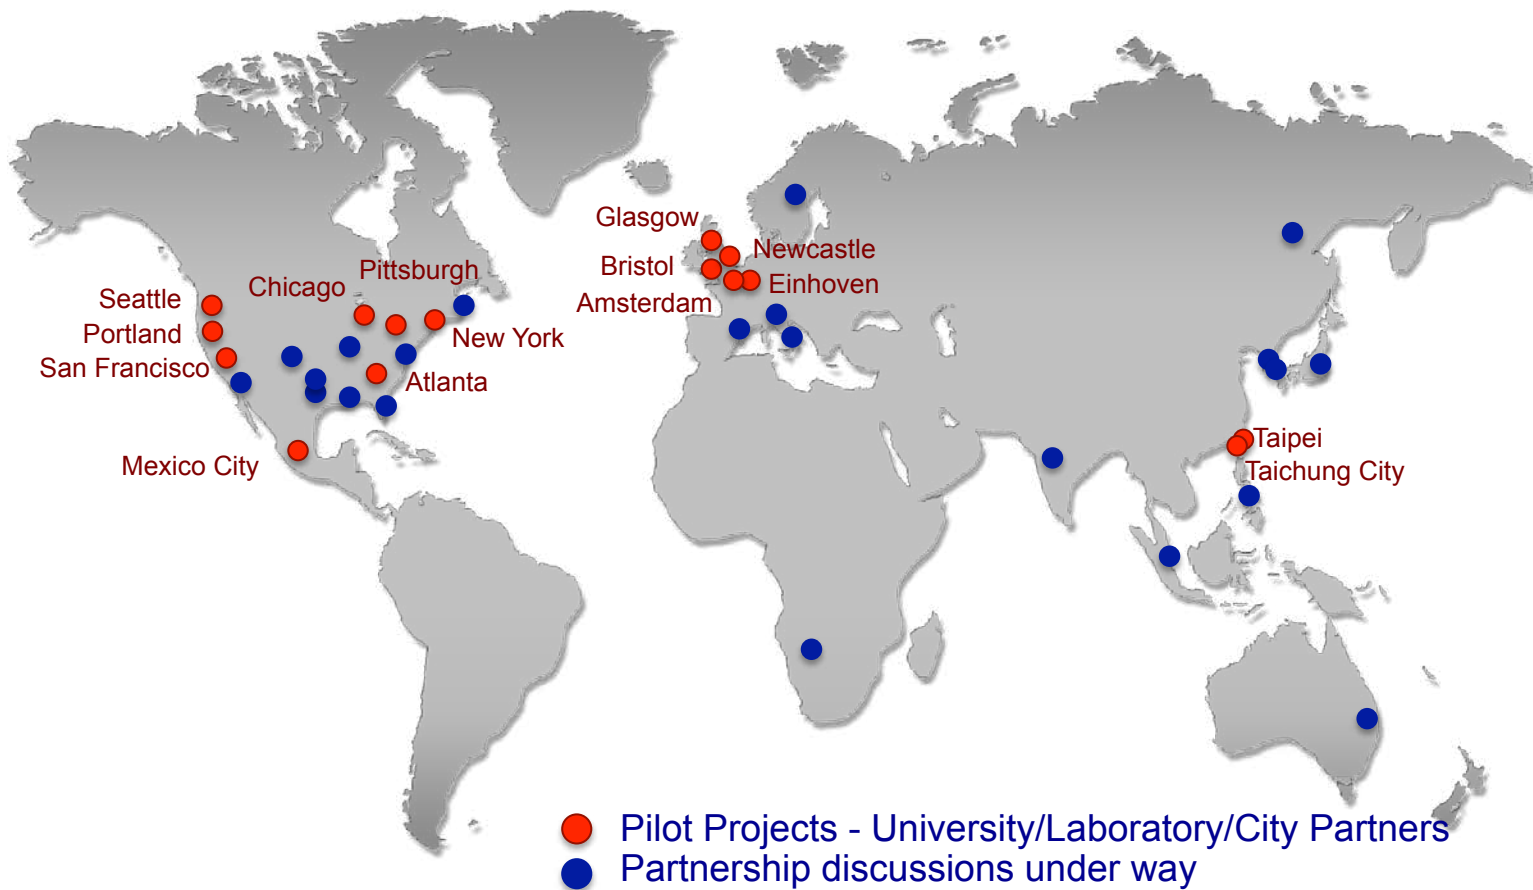 Glasgow
Newcastle
Bristol
Einhoven
Amsterdam
Pittsburgh
Chicago
Seattle
Portland
New York
San Francisco
Atlanta
Mexico City
Taipei
Taichung City
Pilot Projects - University/Laboratory/City Partners
Partnership discussions under way